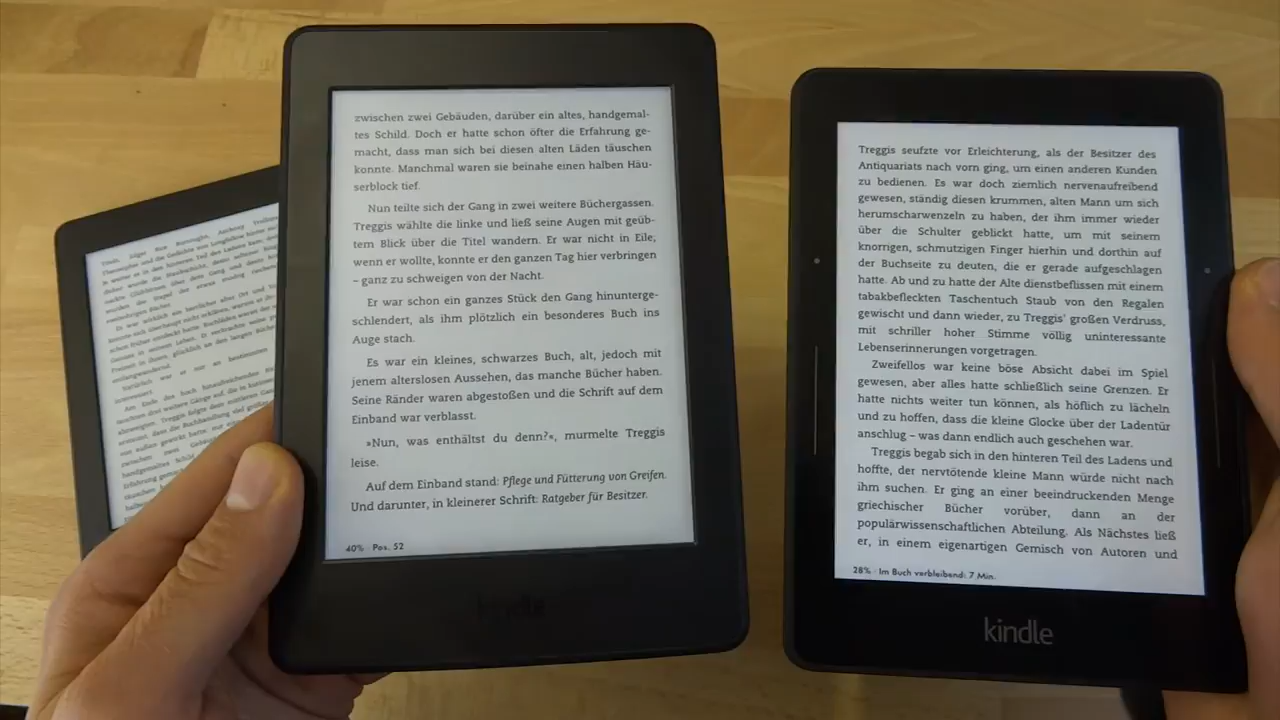 zwischen zwei Gebäuden, darüber ein altes, handgemal-
tes Schild. Doch er hatte schon öfter die Erfahrung ge-
macht, dass man sich bei diesen alten Läden täuschen
konnte. Manchmal waren sie beinahe einen halben Häu-
serblock tief.
Nun teilte sich der Gang in zwei weitere Büchergassen.
Treggis wählte die linke und ließ seine Augen mit geüb-
tem Blick über die Titel wandern. Er war nicht in Eile;
wenn er wollte, konnte er den ganzen Tag hier verbringen
– ganz zu schweigen von der Nacht.
Er war schon ein ganzes Stück den Gang hinunterge-
schlendert, als ihm plötzlich ein besonderes Buch ins
Auge stach.
Es war ein kleines, schwarzes Buch, alt, jedoch mit
jenem alterslosen Aussehen, das manche Bücher haben.
Seine Ränder waren abgestoßen und die Schrift auf dem
Einband war verblasst.
»Nun, was enthältst du denn?«, murmelte Treggis
leise.
Auf dem Einband stand: Pflege und Fütterung von Greifen.
Und darunter, in kleinerer Schrift: Ratgeber für Besitzer.
40% Pos. 52
kindle
Treggis seufzte vor Erleichterung, als der Besitzer des
Antiquariats nach vorn ging, um einen anderen Kunden
zu bedienen. Es war doch ziemlich nervenaufreibend
gewesen, ständig diesen krummen, alten Mann um sich
herumscharwenzeln zu haben, der ihm immer wieder
über die Schulter geblickt hatte, um mit seinem
knorrigen, schmutzigen Finger hierhin und dorthin auf
der Buchseite zu deuten, die er gerade aufgeschlagen
hatte. Ab und zu hatte der Alte dienstbeflissen mit einem
tabakbefleckten Taschentuch Staub von den Regalen
gewischt und dann wieder, zu Treggis' großen Verdruss,
mit schriller hoher Stimme völlig uninteressante
Lebenserinnerungen vorgetragen.
Zweifellos war keine böse Absicht dabei im Spiel
gewesen, aber alles hatte schließlich seine Grenzen. Er
hatte nichts weiter tun können, als höflich zu lächeln
und zu hoffen, dass die kleine Glocke über der Ladentür
anschlug – was dann endlich auch geschehen war.
Treggis begab sich in den hinteren Teil des Ladens und
hoffte, der nervtötende kleine Mann würde nicht nach
ihm suchen. Er ging an einer beeindruckenden Menge
griechischer Bücher vorüber, dann an der
populärwissenschaftlichen Abteilung. Als Nächstes ließ
er, in einem eigenartigen Gemisch von Autoren und
28% · Im Buch verbleibend: 7 Min.
kindle